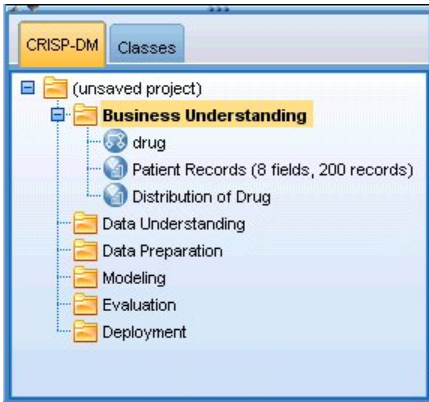 CRISP-DM Classes
(unsaved project)
Business Understanding
drug
Patient Records (8 fields, 200 records)
Distribution of Drug
Data Understanding
Data Preparation
Modeling
Evaluation
Deployment